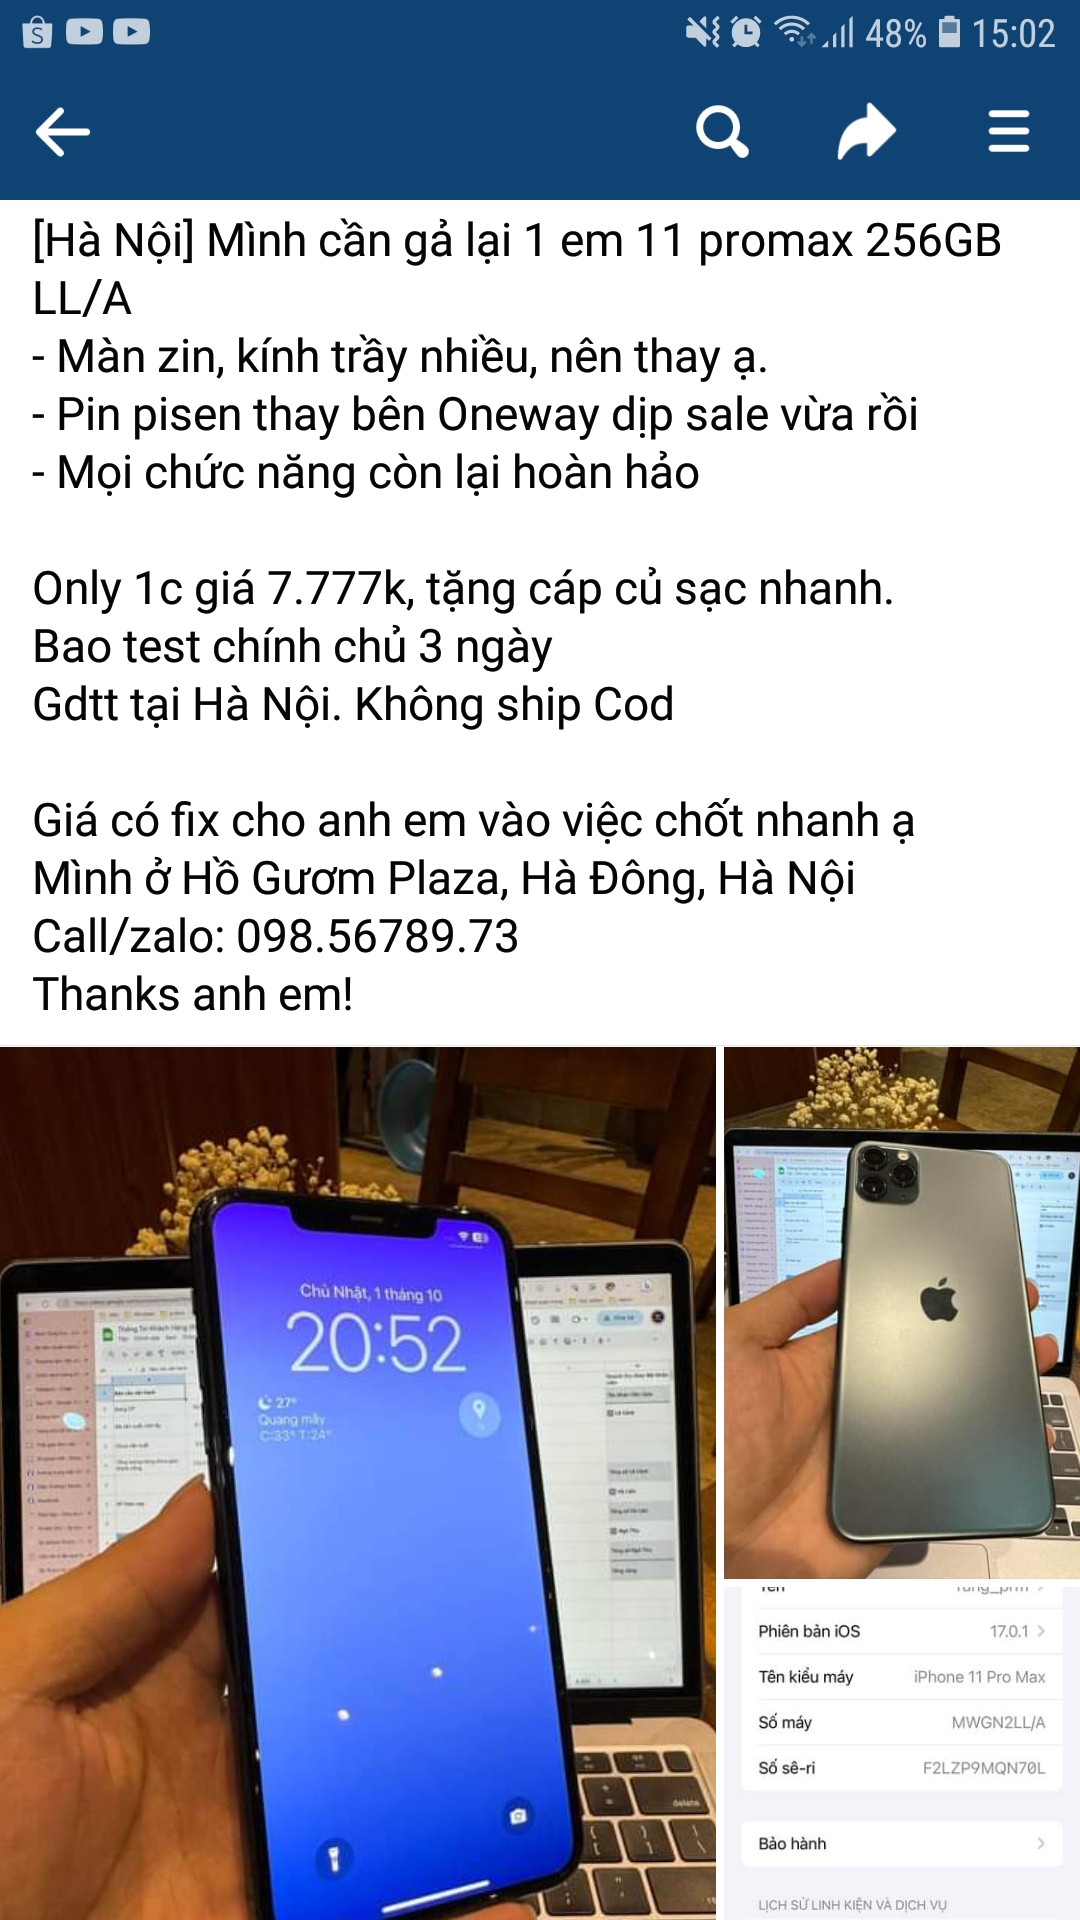 48% 15:02
[Hà Nội] Mình cần gả lại 1 em 11 promax 256GB
LL/A
- Màn zin, kính trầy nhiều, nên thay ạ.
- Pin pisen thay bên Oneway dịp sale vừa rồi
- Mọi chức năng còn lại hoàn hảo
Only 1c giá 7.777k, tặng cáp củ sạc nhanh.
Bao test chính chủ 3 ngày
Gdtt tại Hà Nội. Không ship Cod
Giá có fix cho anh em vào việc chốt nhanh ạ
Mình ở Hồ Gươm Plaza, Hà Đông, Hà Nội
Call/zalo: 098.56789.73
Thanks anh em!
Chủ Nhật, 1 tháng 10
20:52
27°
Quang mây
C:33° T:24°
delete
Phiên bản iOS 17.0.1
Tên kiểu máy iPhone 11 Pro Max
Số máy MWGN2LL/A
Số sê-ri F2LZP9MQN70L
Bảo hành
LỊCH SỬ LINH KIỆN VÀ DỊCH VỤ